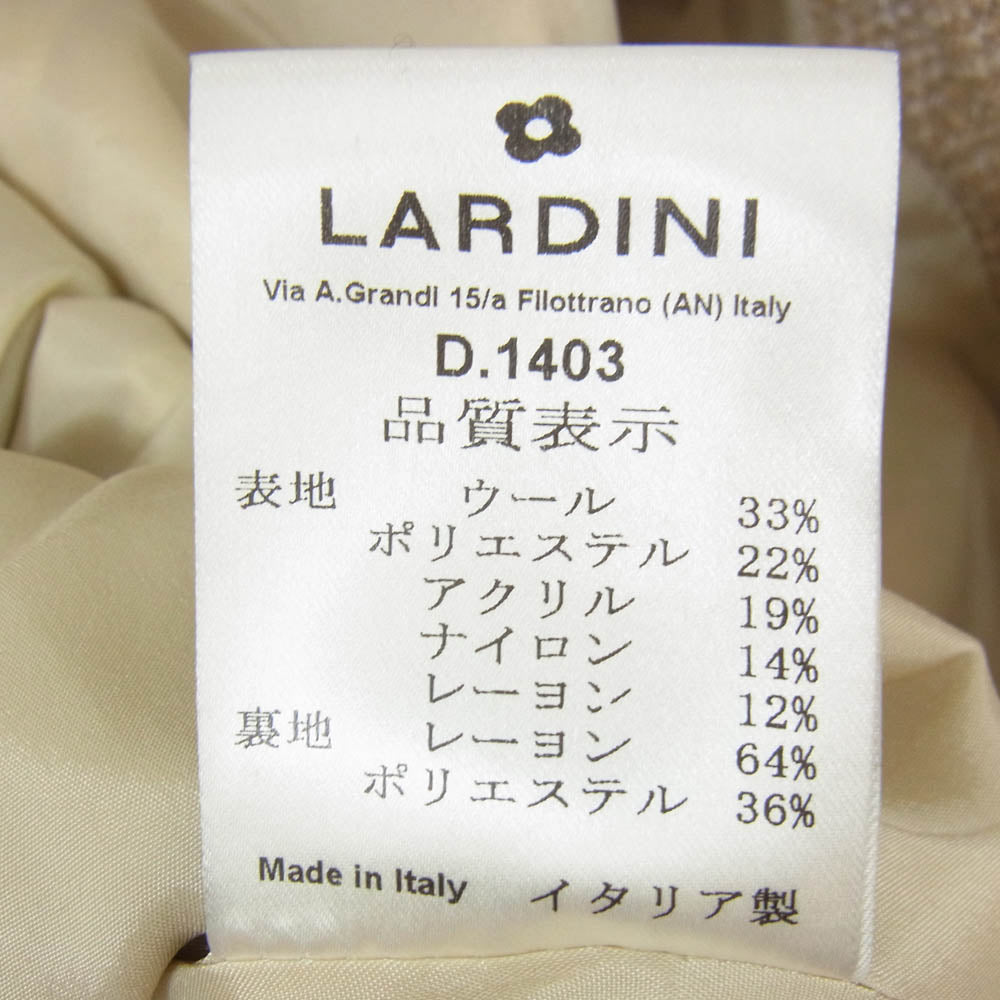 LARDINI
Via A.Grandi 15/a Filottrano (AN) Italy
D.1403
品質表示
表地 ウール 33%
ポリエステル 22%
アクリル 19%
ナイロン 14%
レーヨン 12%
裏地 レーヨン 64%
ポリエステル 36%
Made in Italy イタリア製